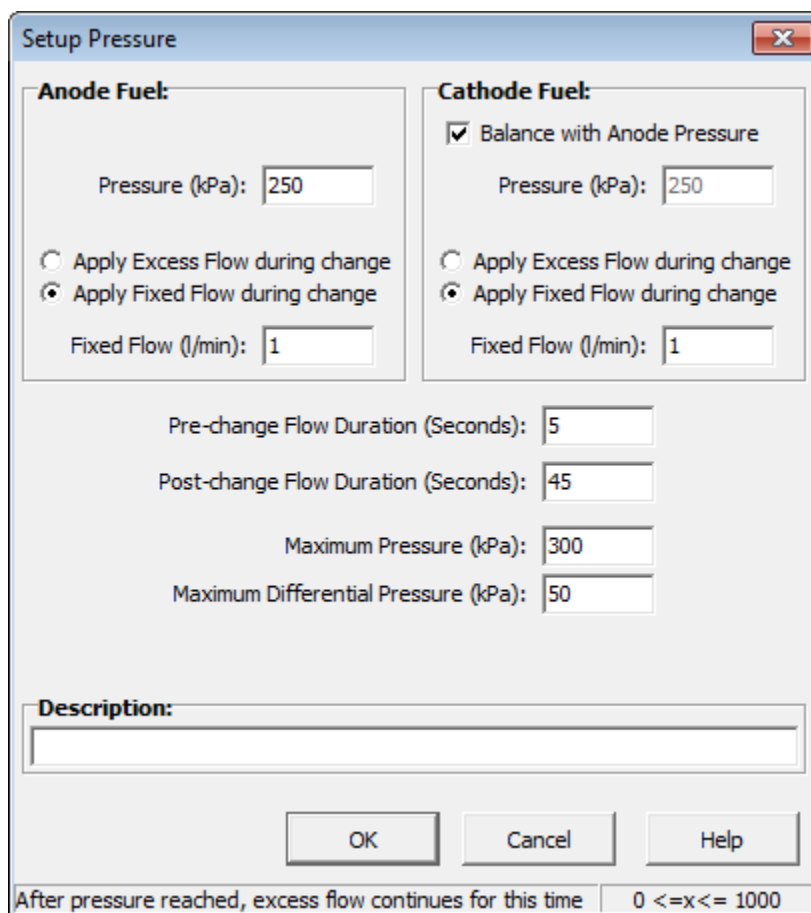 Setup Pressure
Anode Fuel:
Pressure (kPa): 250
Apply Excess Flow during change
Apply Fixed Flow during change
Fixed Flow (l/min): 1
Cathode Fuel:
Balance with Anode Pressure
Pressure (kPa): 250
Apply Excess Flow during change
Apply Fixed Flow during change
Fixed Flow (l/min): 1
Pre-change Flow Duration (Seconds): 5
Post-change Flow Duration (Seconds): 45
Maximum Pressure (kPa): 300
Maximum Differential Pressure (kPa): 50
Description:
OK Cancel Help
After pressure reached, excess flow continues for this time 0 <=x<= 1000